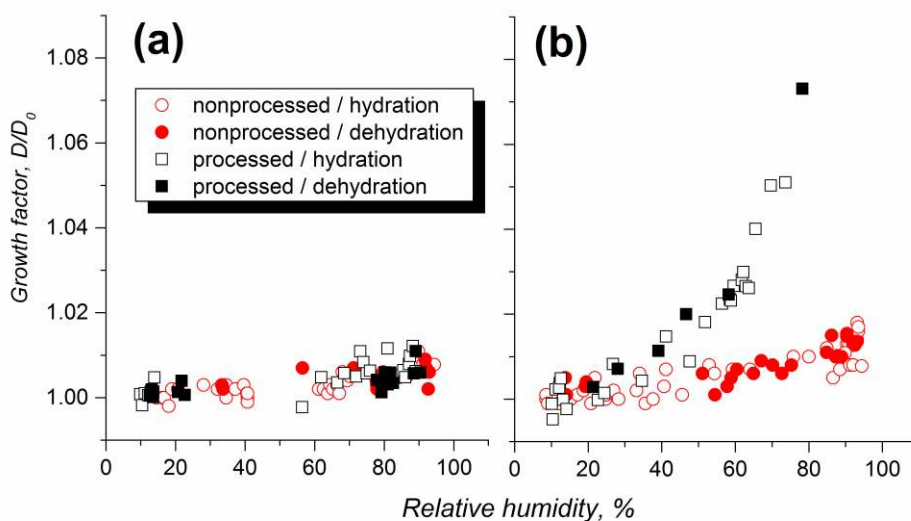 (a)
(b)
1.08
1.06
1.04
1.02
1.00
Growth factor, D/D0
nonprocessed / hydration
nonprocessed / dehydration
processed / hydration
processed / dehydration
0 20 40 60 80 100
0 20 40 60 80 100
Relative humidity, %